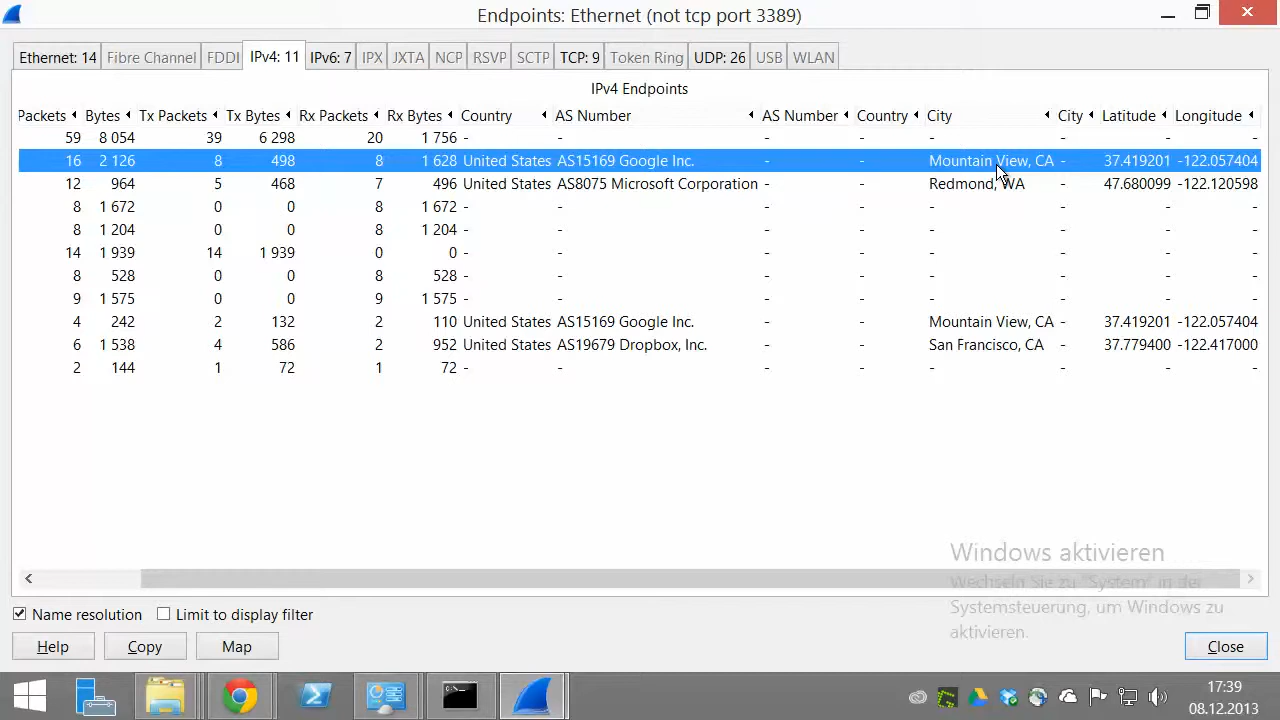 Endpoints: Ethernet (not tcp port 3389)
Ethernet: 14 Fibre Channel FDDI IPv4: 11 IPv6: 7 IPX JXTA NCP RSVP SCTP TCP: 9 Token Ring UDP: 26 USB WLAN
IPv4 Endpoints
Packets Bytes Tx Packets Tx Bytes Rx Packets Rx Bytes Country AS Number AS Number Country City City Latitude Longitude
59 8 054 39 6 298 20 1 756 - - - - - - - -
16 2 126 8 498 8 1 628 United States AS15169 Google Inc. - - Mountain View, CA - 37.419201 -122.057404
12 964 5 468 7 496 United States AS8075 Microsoft Corporation - - Redmond, WA - 47.680099 -122.120598
8 1 672 0 0 8 1 672 - - - - - - - -
8 1 204 0 0 8 1 204 - - - - - - - -
14 1 939 14 1 939 0 0 - - - - - - - -
8 528 0 0 8 528 - - - - - - - -
9 1 575 0 0 9 1 575 - - - - - - - -
4 242 2 132 2 110 United States AS15169 Google Inc. - - Mountain View, CA - 37.419201 -122.057404
6 1 538 4 586 2 952 United States AS19679 Dropbox, Inc. - - San Francisco, CA - 37.779400 -122.417000
2 144 1 72 1 72 - - - - - - - -
Windows aktivieren
Wechseln Sie zu "System" in der
Systemsteuerung, um Windows zu
aktivieren.
Name resolution Limit to display filter
Help Copy Map Close
17:39
08.12.2013